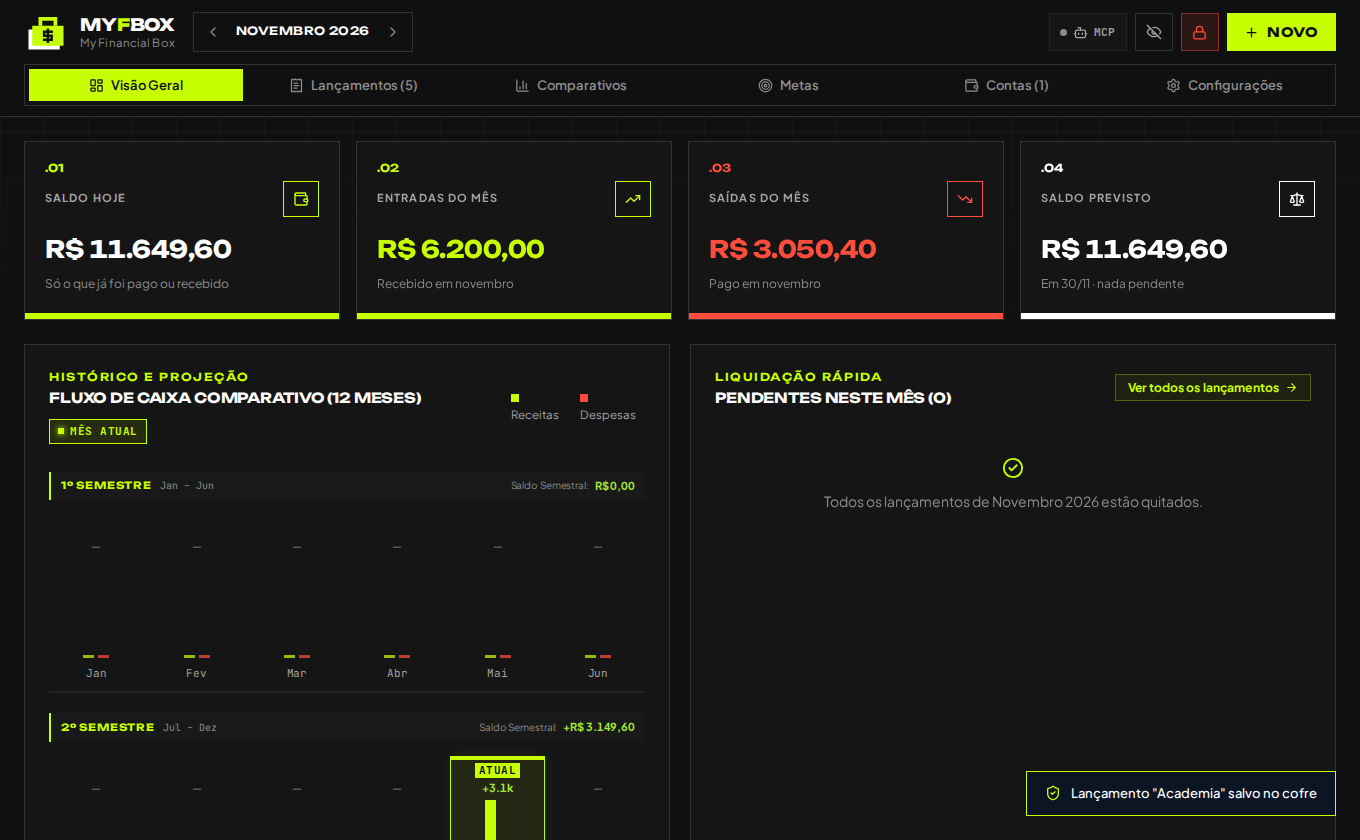 MYFBOX
MyFinancialBox
NOVEMBRO 2026
MCP
+ NOVO
Visão Geral
Lançamentos (5)
Comparativos
Metas
Contas (1)
Configurações
.01
SALDO HOJE
R$ 11.649,60
Só o que já foi pago ou recebido
.02
ENTRADAS DO MÊS
R$ 6.200,00
Recebido em novembro
.03
SAÍDAS DO MÊS
R$ 3.050,40
Pago em novembro
.04
SALDO PREVISTO
R$ 11.649,60
Em 30/11 · nada pendente
HISTÓRICO E PROJEÇÃO
FLUXO DE CAIXA COMPARATIVO (12 MESES)
MÊS ATUAL
Receitas
Despesas
1º SEMESTRE Jan – Jun
Saldo Semestral: R$ 0,00
— — — — — —
Jan Fev Mar Abr Mai Jun
2º SEMESTRE Jul – Dez
Saldo Semestral: +R$ 3.149,60
— — — — —
ATUAL
+3.1k
LIQUIDAÇÃO RÁPIDA
PENDENTES NESTE MÊS (0)
Ver todos os lançamentos →
Todos os lançamentos de Novembro 2026 estão quitados.
Lançamento "Academia" salvo no cofre